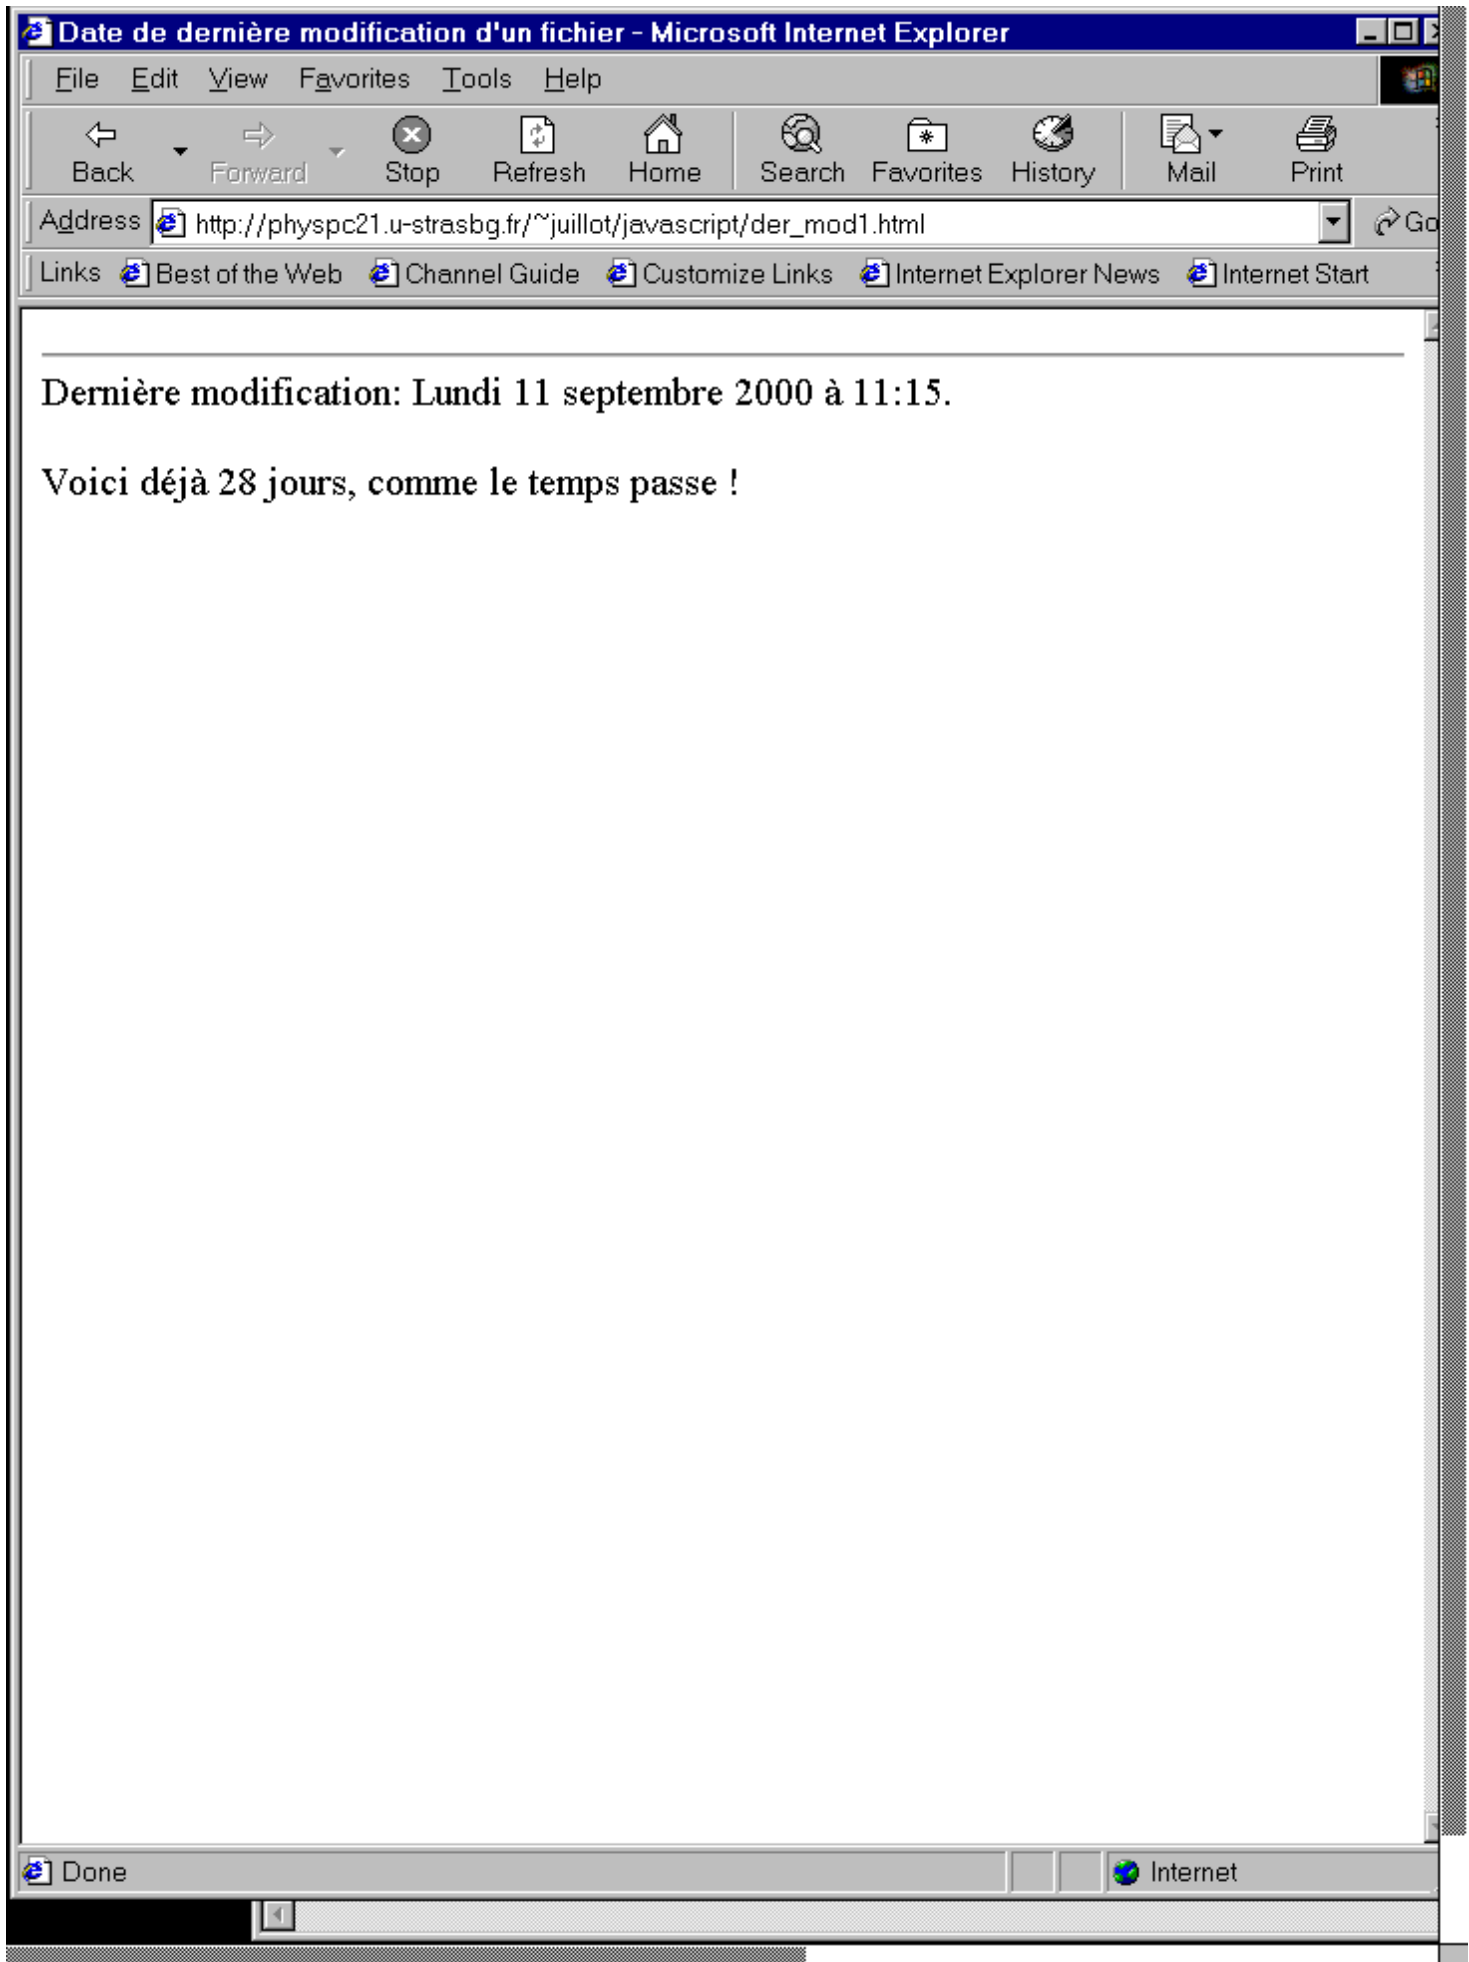 Date de dernière modification d'un fichier - Microsoft Internet Explorer
File Edit View Favorites Tools Help
Back Forward Stop Refresh Home Search Favorites History Mail Print
Address http://physpc21.u-strasbg.fr/~juillot/javascript/der_mod1.html Go
Links Best of the Web Channel Guide Customize Links Internet Explorer News Internet Start
Dernière modification: Lundi 11 septembre 2000 à 11:15.
Voici déjà 28 jours, comme le temps passe !
Done Internet